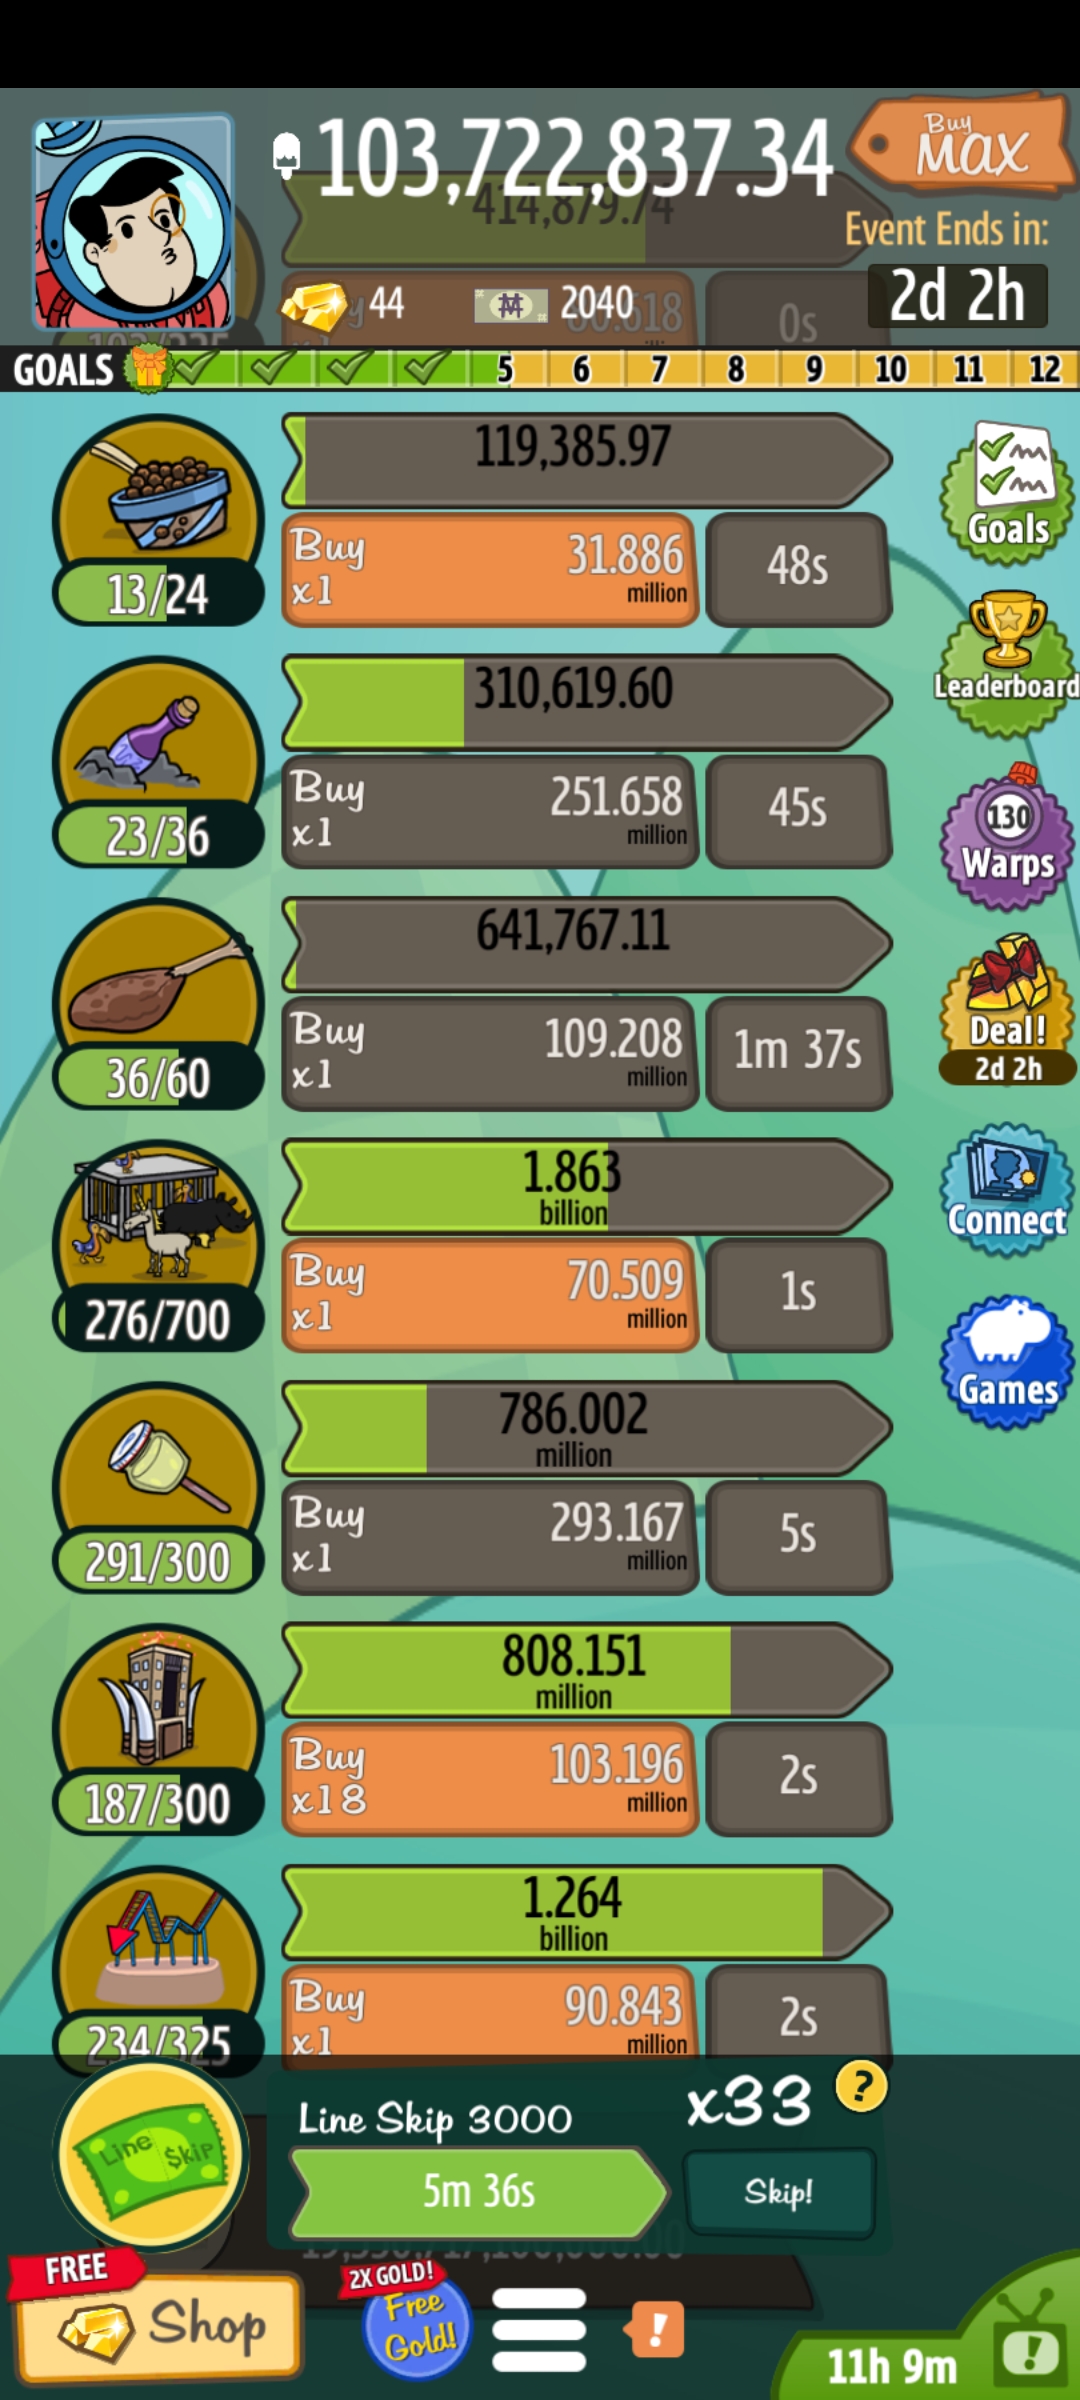 103,722,837.34
Buy
MAX
414,879.74
Event Ends in:
44
2040
2d 2h
0s
GOALS 5 6 7 8 9 10 11 12
119,385.97
Buy
x1
31.886
million
48s
13/24
Goals
310,619.60
Leaderboard
Buy
x1
251.658
million
45s
23/36
130
Warps
641,767.11
Buy
x1
109.208
million
1m 37s
36/60
Deal!
2d 2h
1.863
billion
Buy
x1
70.509
million
1s
276/700
Connect
786.002
million
Games
Buy
x1
293.167
million
5s
291/300
808.151
million
Buy
x18
103.196
million
2s
187/300
1.264
billion
Buy
x1
90.843
million
2s
234/325
Line Skip
Line Skip 3000
x33
?
5m 36s
Skip!
FREE
Shop
2X GOLD!
Free
Gold!
!
11h 9m
!